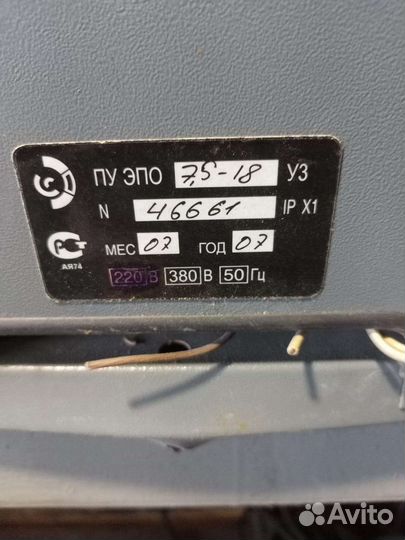 ПУ ЭПО 7,5-18 У3
N 46661 IP X1
МЕС 07 ГОД 07
АЯ74
220 В 380 В 50 Гц
Avito